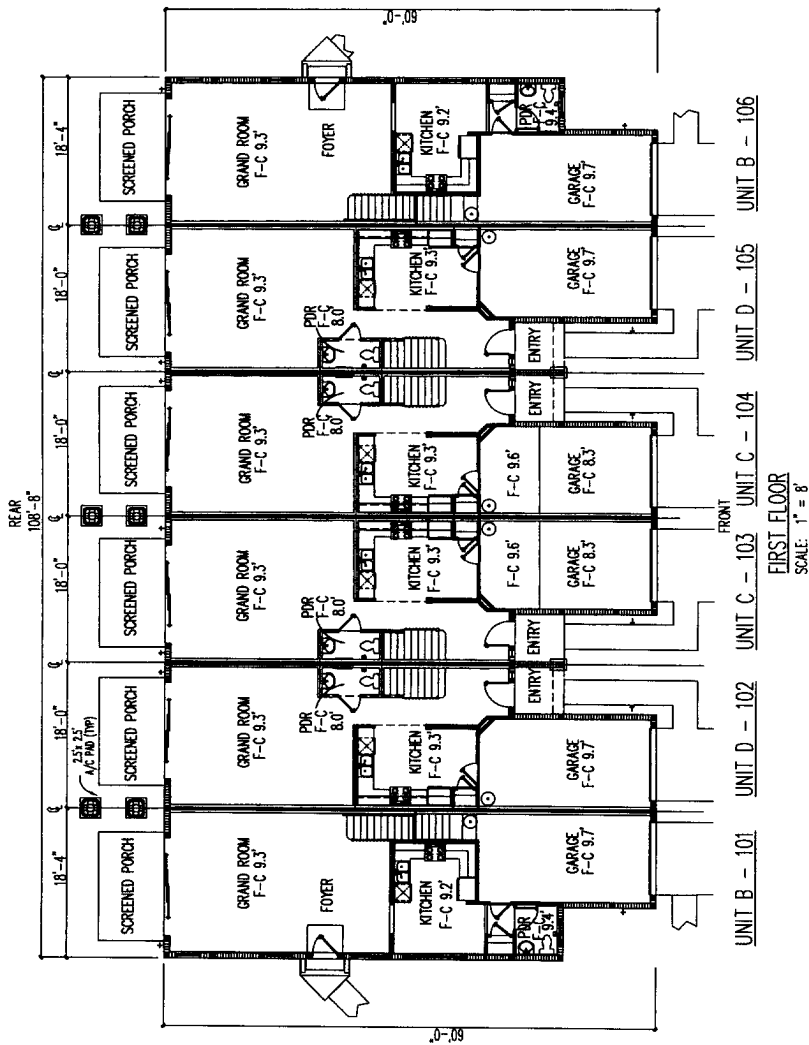 REAR
108'-8"
18'-4"
℄
18'-0"
℄
18'-0"
℄
18'-0"
℄
18'-0"
℄
18'-4"
2.5'x 2.5'
A/C PAD (TYP)
SCREENED PORCH
SCREENED PORCH
SCREENED PORCH
SCREENED PORCH
SCREENED PORCH
SCREENED PORCH
60'-0"
60'-0"
GRAND ROOM
F-C 9.3'
GRAND ROOM
F-C 9.3'
GRAND ROOM
F-C 9.3'
GRAND ROOM
F-C 9.3'
GRAND ROOM
F-C 9.3'
GRAND ROOM
F-C 9.3'
FOYER
PDR
F-C
8.0'
PDR
F-C
8.0'
PDR
F-C
8.0'
PDR
F-C
8.0'
FOYER
KITCHEN
F-C 9.2'
KITCHEN
F-C 9.3'
KITCHEN
F-C 9.3'
KITCHEN
F-C 9.3'
KITCHEN
F-C 9.3'
KITCHEN
F-C 9.2'
PDR
F-C
9.4'
GARAGE
F-C 9.7'
GARAGE
F-C 9.7'
ENTRY
ENTRY
F-C 9.6'
GARAGE
F-C 8.3'
F-C 9.6'
GARAGE
F-C 8.3'
ENTRY
ENTRY
GARAGE
F-C 9.7'
GARAGE
F-C 9.7'
PDR
F-C
9.4'
FRONT
UNIT B - 101
UNIT D - 102
UNIT C - 103
UNIT C - 104
UNIT D - 105
UNIT B - 106
FIRST FLOOR
SCALE: 1" = 8'